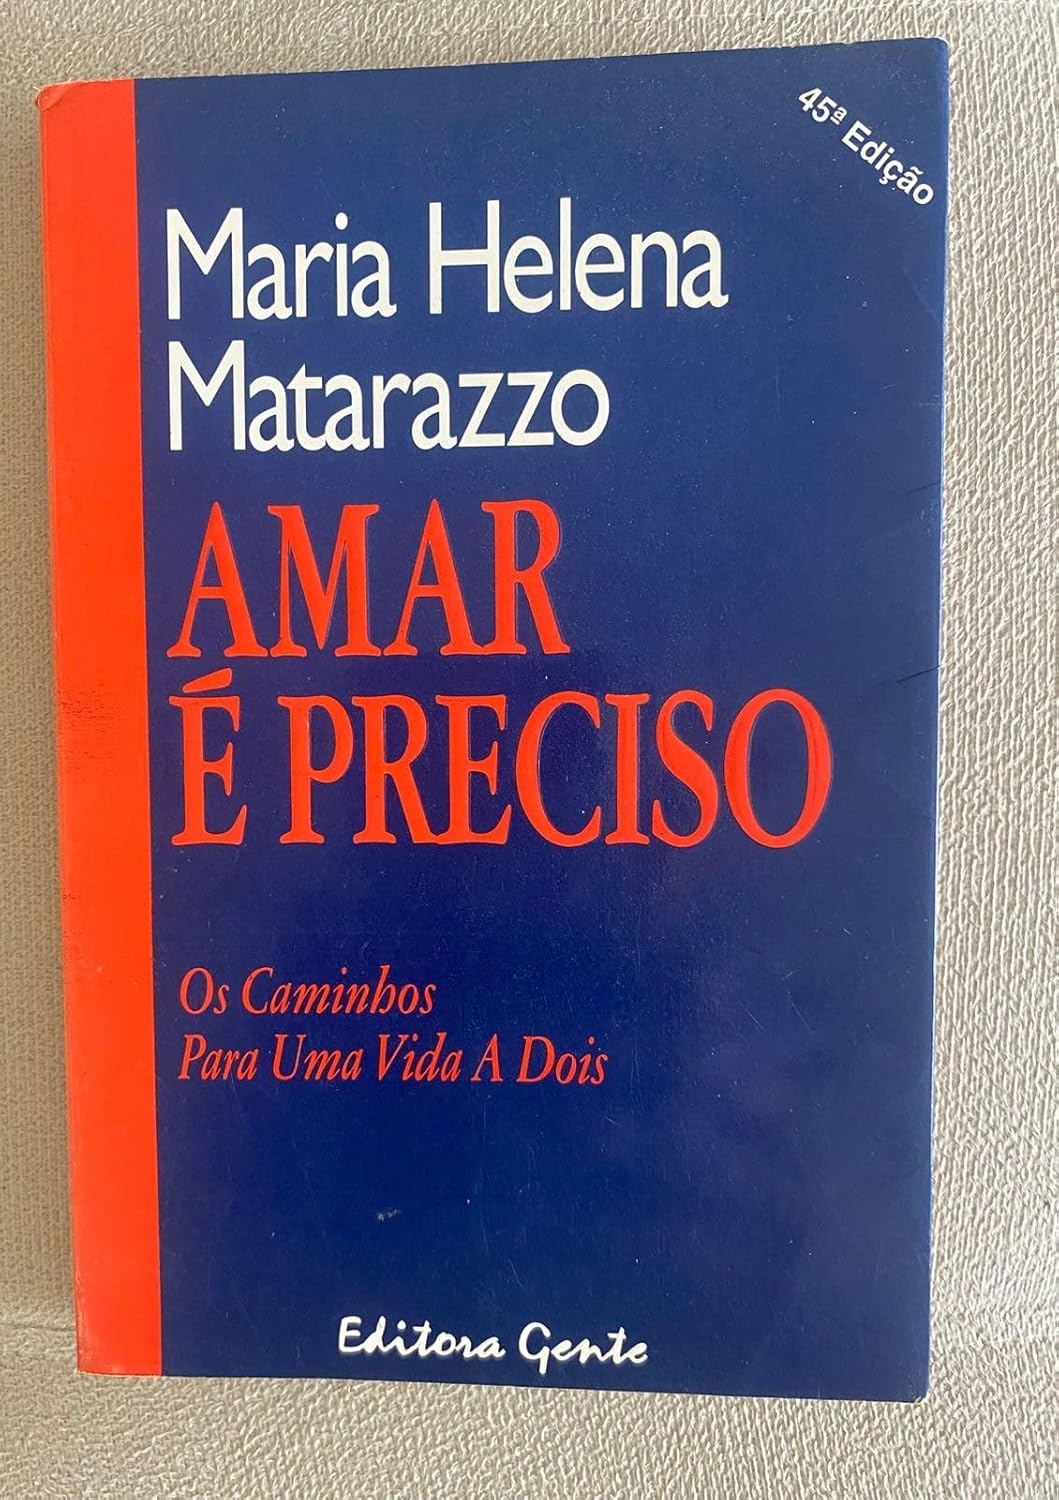 45ª Edição
Maria Helena
Matarazzo
AMAR
É PRECISO
Os Caminhos
Para Uma Vida A Dois
Editora Gente